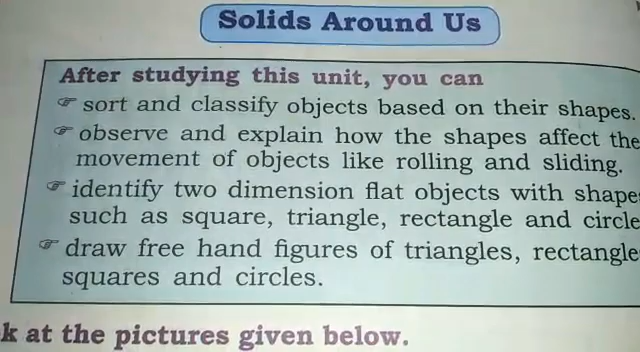 Solids Around Us
After studying this unit, you can
☞ sort and classify objects based on their shapes.
☞ observe and explain how the shapes affect the
movement of objects like rolling and sliding.
☞ identify two dimension flat objects with shape
such as square, triangle, rectangle and circle
☞ draw free hand figures of triangles, rectangle
squares and circles.
k at the pictures given below.